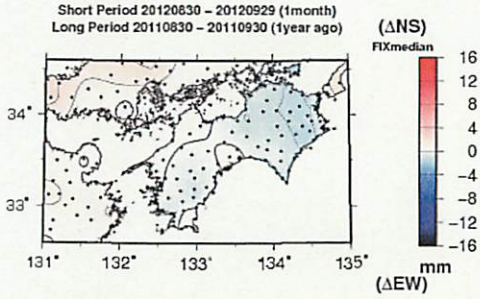 Short Period 20120830 – 20120929 (1month)
Long Period 20110830 – 20110930 (1year ago)
(ΔNS)
FIXmedian
16
12
8
4
0
−4
−8
−12
−16
mm
(ΔEW)
34°
33°
131° 132° 133° 134° 135°